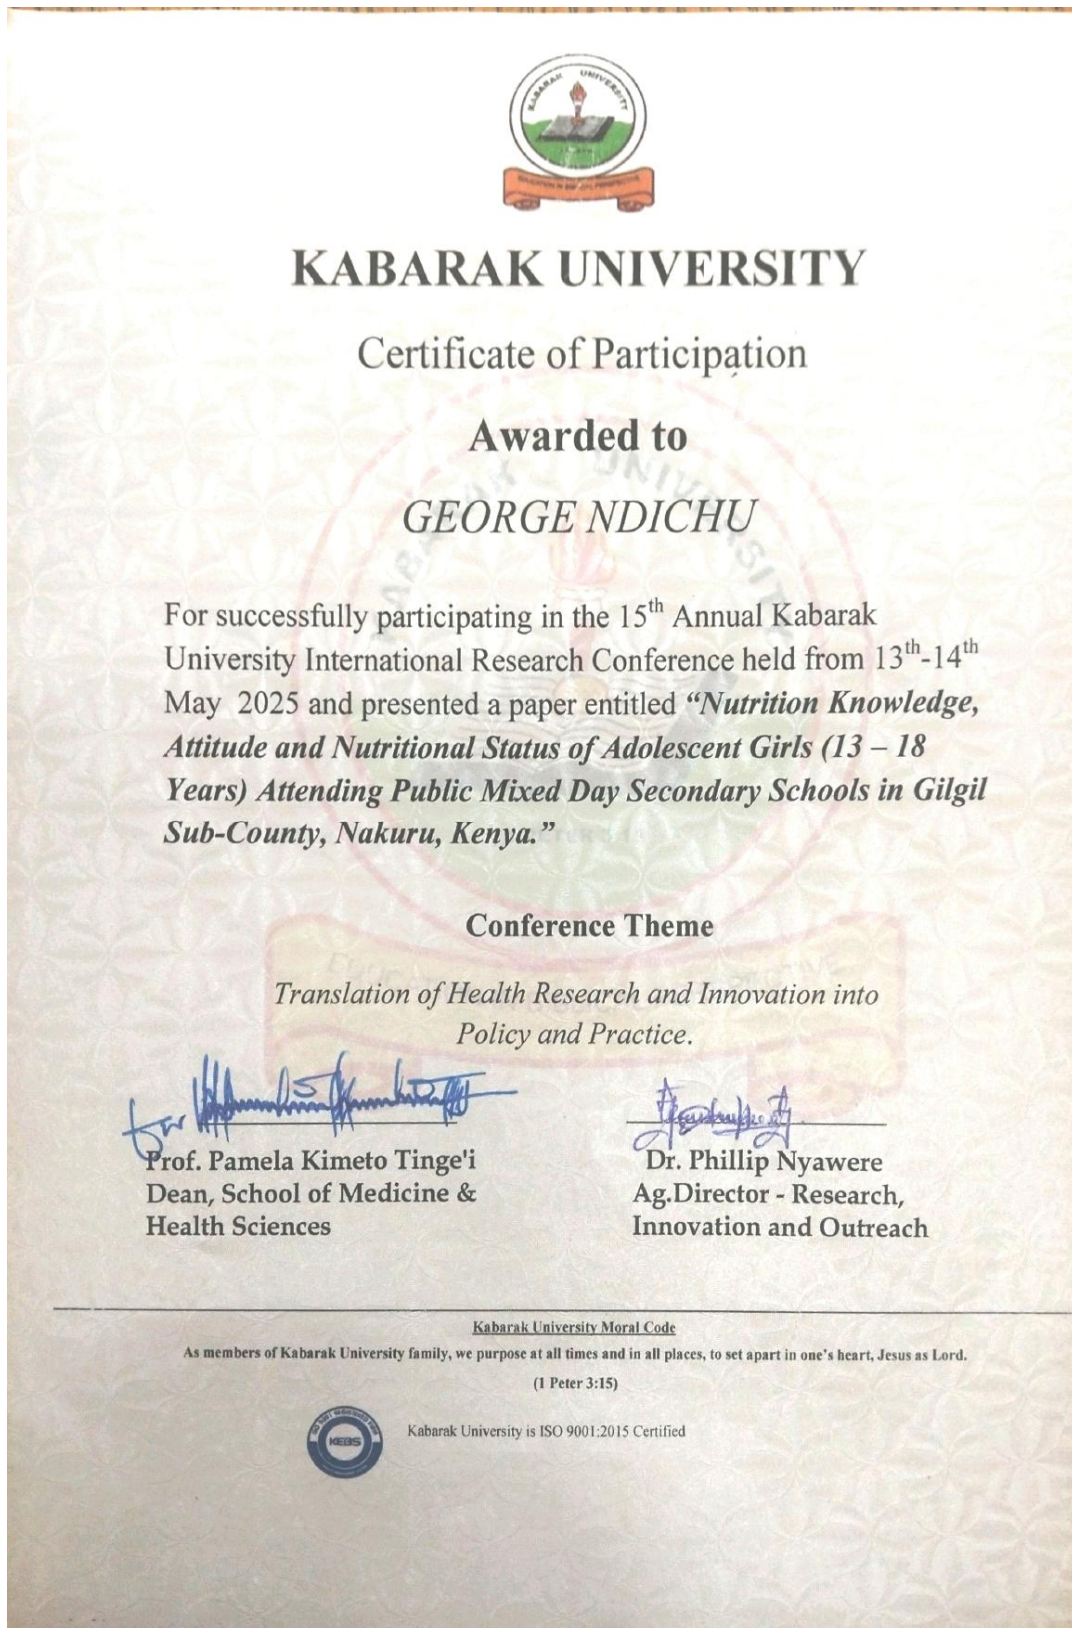 KABARAK UNIVERSITY
KABARAK UNIVERSITY
Certificate of Participation
Awarded to
GEORGE NDICHU
For successfully participating in the 15th Annual Kabarak
University International Research Conference held from 13th-14th
May 2025 and presented a paper entitled “Nutrition Knowledge,
Attitude and Nutritional Status of Adolescent Girls (13 – 18
Years) Attending Public Mixed Day Secondary Schools in Gilgil
Sub-County, Nakuru, Kenya.”
Conference Theme
Translation of Health Research and Innovation into
Policy and Practice.
for
Prof. Pamela Kimeto Tinge'i
Dean, School of Medicine &
Health Sciences
Dr. Phillip Nyawere
Ag.Director - Research,
Innovation and Outreach
Kabarak University Moral Code
As members of Kabarak University family, we purpose at all times and in all places, to set apart in one’s heart, Jesus as Lord.
(1 Peter 3:15)
KEBS
Kabarak University is ISO 9001:2015 Certified